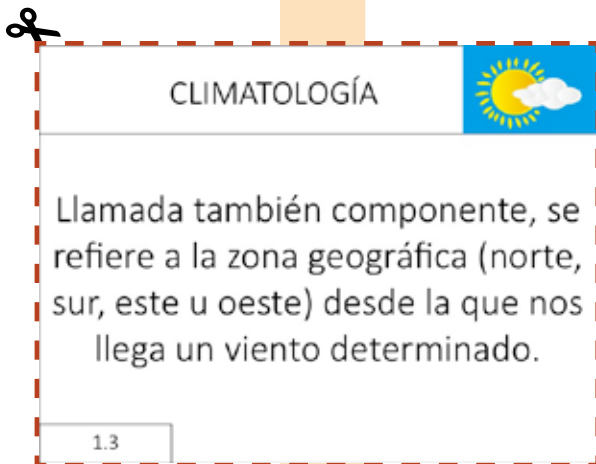 CLIMATOLOGÍA
Llamada también componente, se
refiere a la zona geográfica (norte,
sur, este u oeste) desde la que nos
llega un viento determinado.
1.3